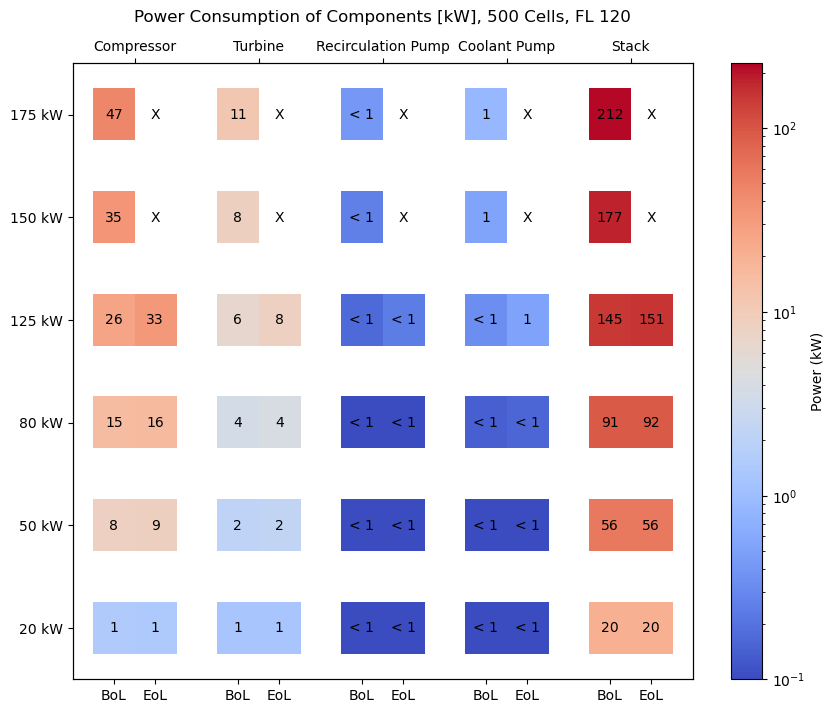 Power Consumption of Components [kW], 500 Cells, FL 120
Compressor Turbine Recirculation Pump Coolant Pump Stack
175 kW 47 X 11 X < 1 X 1 X 212 X
150 kW 35 X 8 X < 1 X 1 X 177 X
125 kW 26 33 6 8 < 1 < 1 < 1 1 145 151
80 kW 15 16 4 4 < 1 < 1 < 1 < 1 91 92
50 kW 8 9 2 2 < 1 < 1 < 1 < 1 56 56
20 kW 1 1 1 1 < 1 < 1 < 1 < 1 20 20
BoL EoL BoL EoL BoL EoL BoL EoL BoL EoL
10²
10¹
10⁰
10⁻¹
Power (kW)